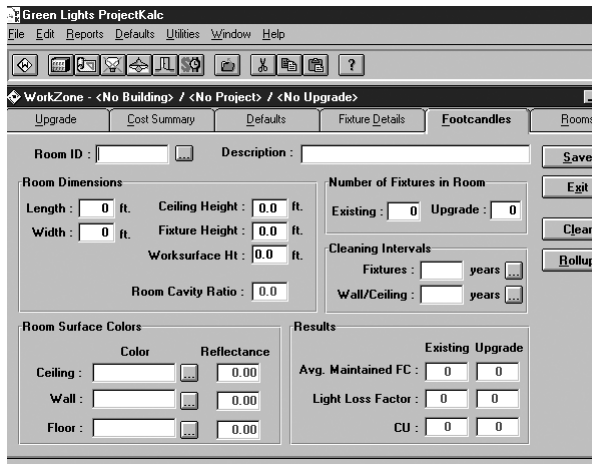 Green Lights ProjectKalc
File Edit Reports Defaults Utilities Window Help
?
WorkZone - <No Building> / <No Project> / <No Upgrade>
Upgrade Cost Summary Defaults Fixture Details Footcandles Rooms
Room ID : ... Description : Save
Room Dimensions Number of Fixtures in Room Exit
Length : 0 ft. Ceiling Height : 0.0 ft. Existing : 0 Upgrade : 0
Width : 0 ft. Fixture Height : 0.0 ft. Clear
Worksurface Ht : 0.0 ft. Cleaning Intervals Rollup
Fixtures : years ...
Room Cavity Ratio : 0.0 Wall/Ceiling : years ...
Room Surface Colors Results
Color Reflectance Existing Upgrade
Ceiling : ... 0.00 Avg. Maintained FC : 0 0
Wall : ... 0.00 Light Loss Factor : 0 0
Floor : ... 0.00 CU : 0 0